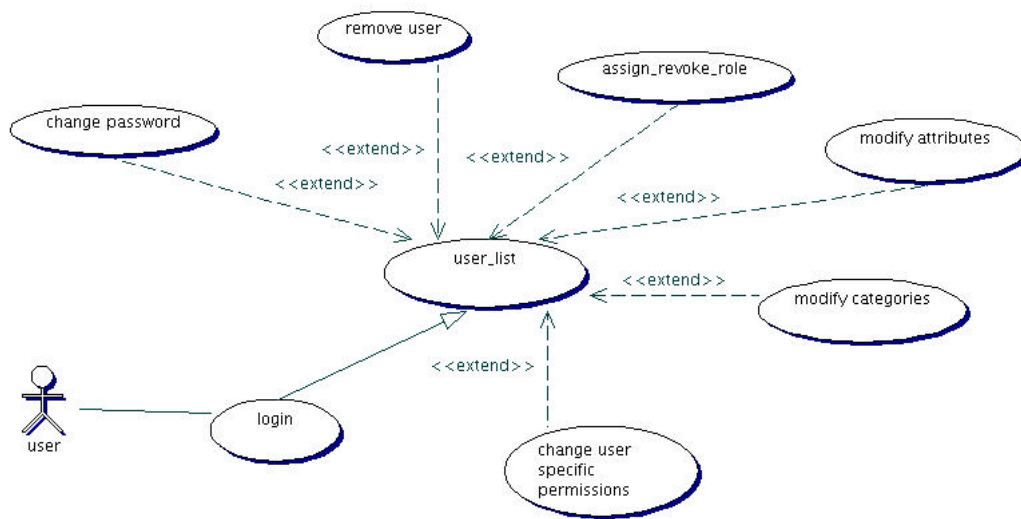 remove user
assign_revoke_role
change password
modify attributes
<<extend>>
<<extend>>
<<extend>>
<<extend>>
user_list
<<extend>>
modify categories
<<extend>>
login
user
change user
specific
permissions